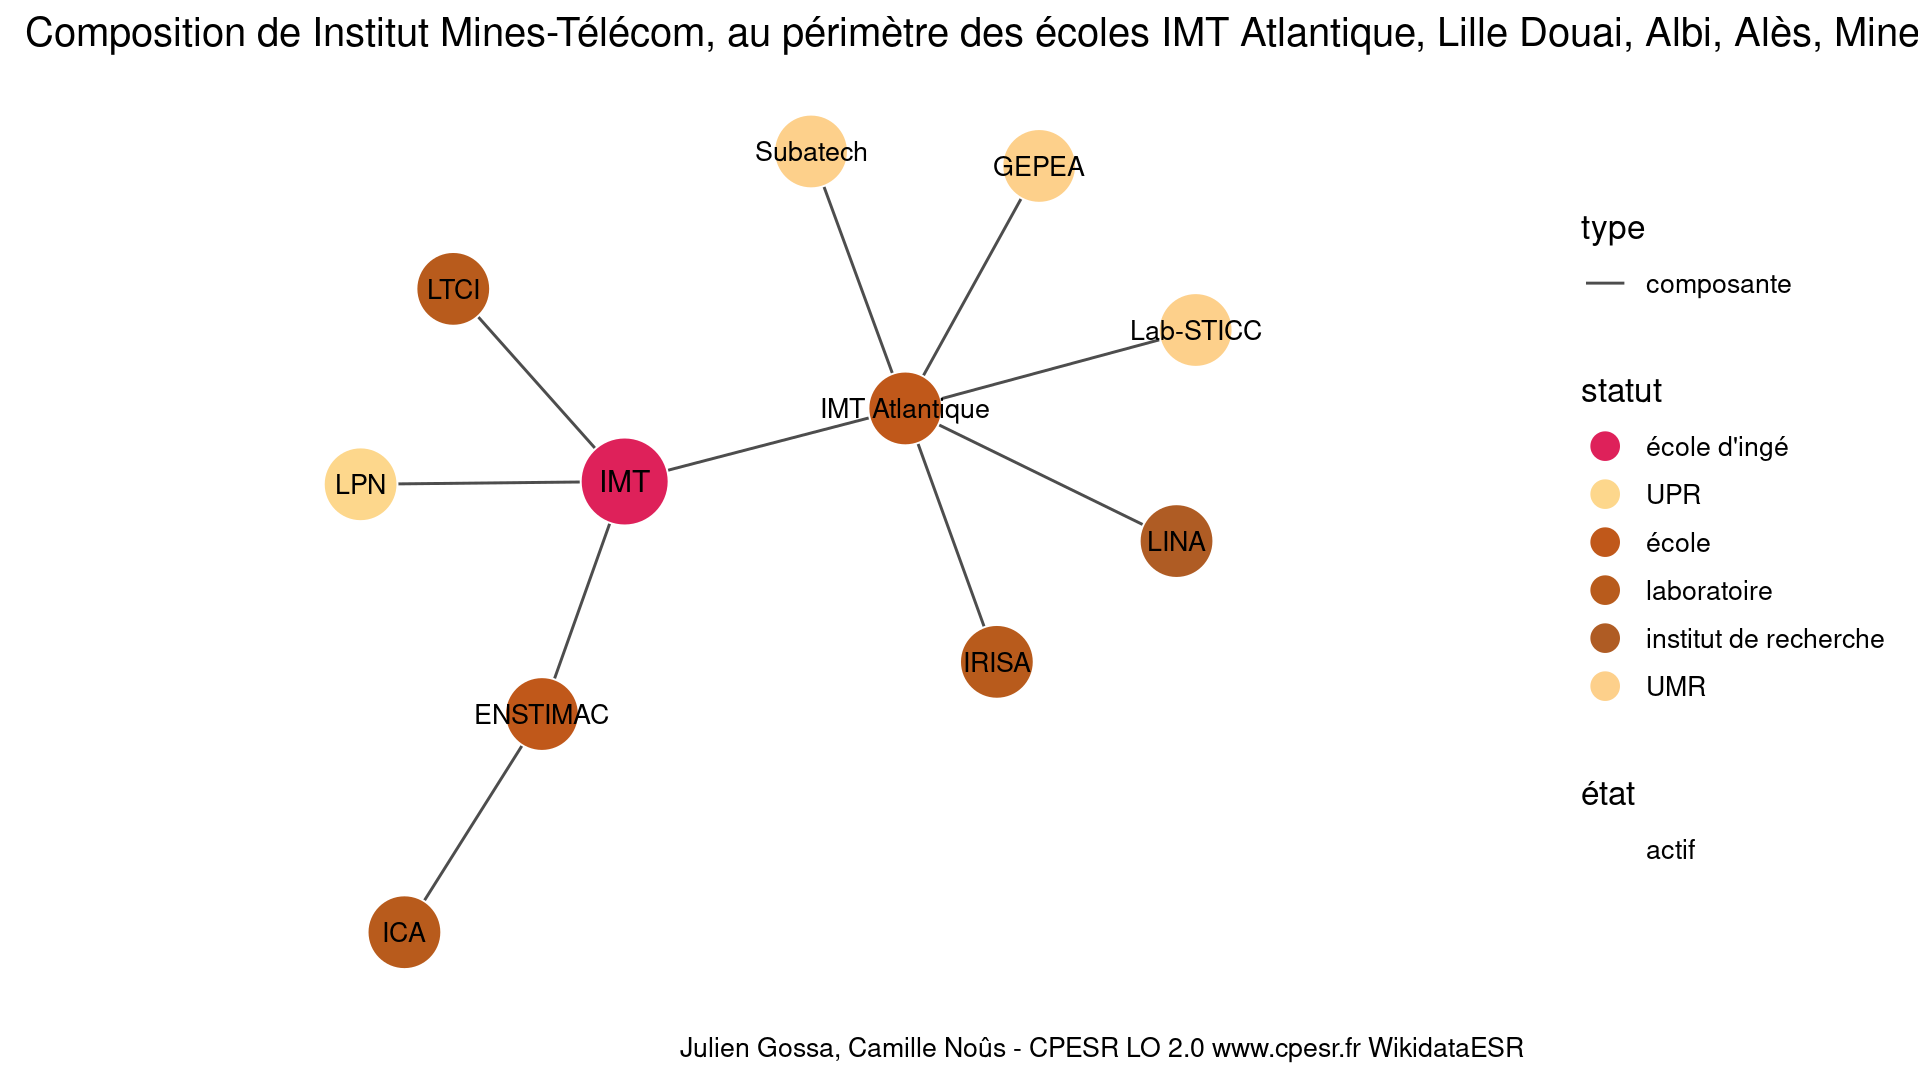 Composition de Institut Mines-Télécom, au périmètre des écoles IMT Atlantique, Lille Douai, Albi, Alès, Mine
Subatech
GEPEA
LTCI
Lab-STICC
IMT Atlantique
LPN
IMT
LINA
IRISA
ENSTIMAC
ICA
type
composante
statut
école d'ingé
UPR
école
laboratoire
institut de recherche
UMR
état
actif
Julien Gossa, Camille Noûs - CPESR LO 2.0 www.cpesr.fr WikidataESR